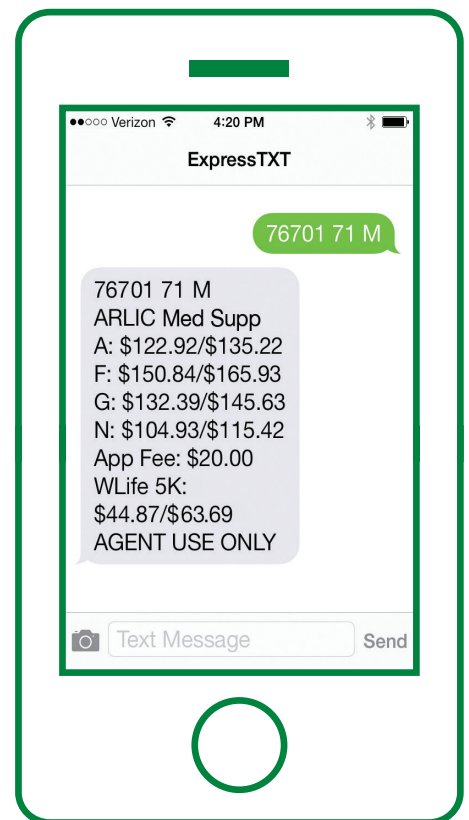 Verizon 4:20 PM
ExpressTXT
76701 71 M
76701 71 M
ARLIC Med Supp
A: $122.92/$135.22
F: $150.84/$165.93
G: $132.39/$145.63
N: $104.93/$115.42
App Fee: $20.00
WLife 5K:
$44.87/$63.69
AGENT USE ONLY
Text Message Send